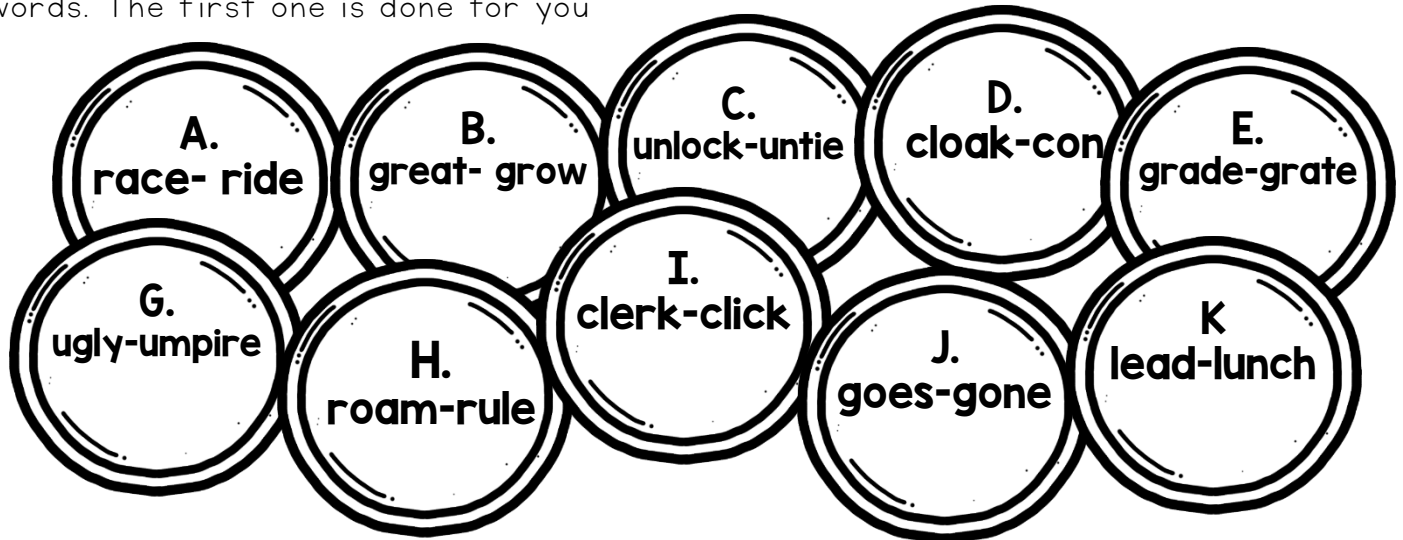 words. The first one is done for you
A.
race- ride
B.
great- grow
C.
unlock-untie
D.
cloak-con
E.
grade-grate
G.
ugly-umpire
H.
roam-rule
I.
clerk-click
J.
goes-gone
K
lead-lunch